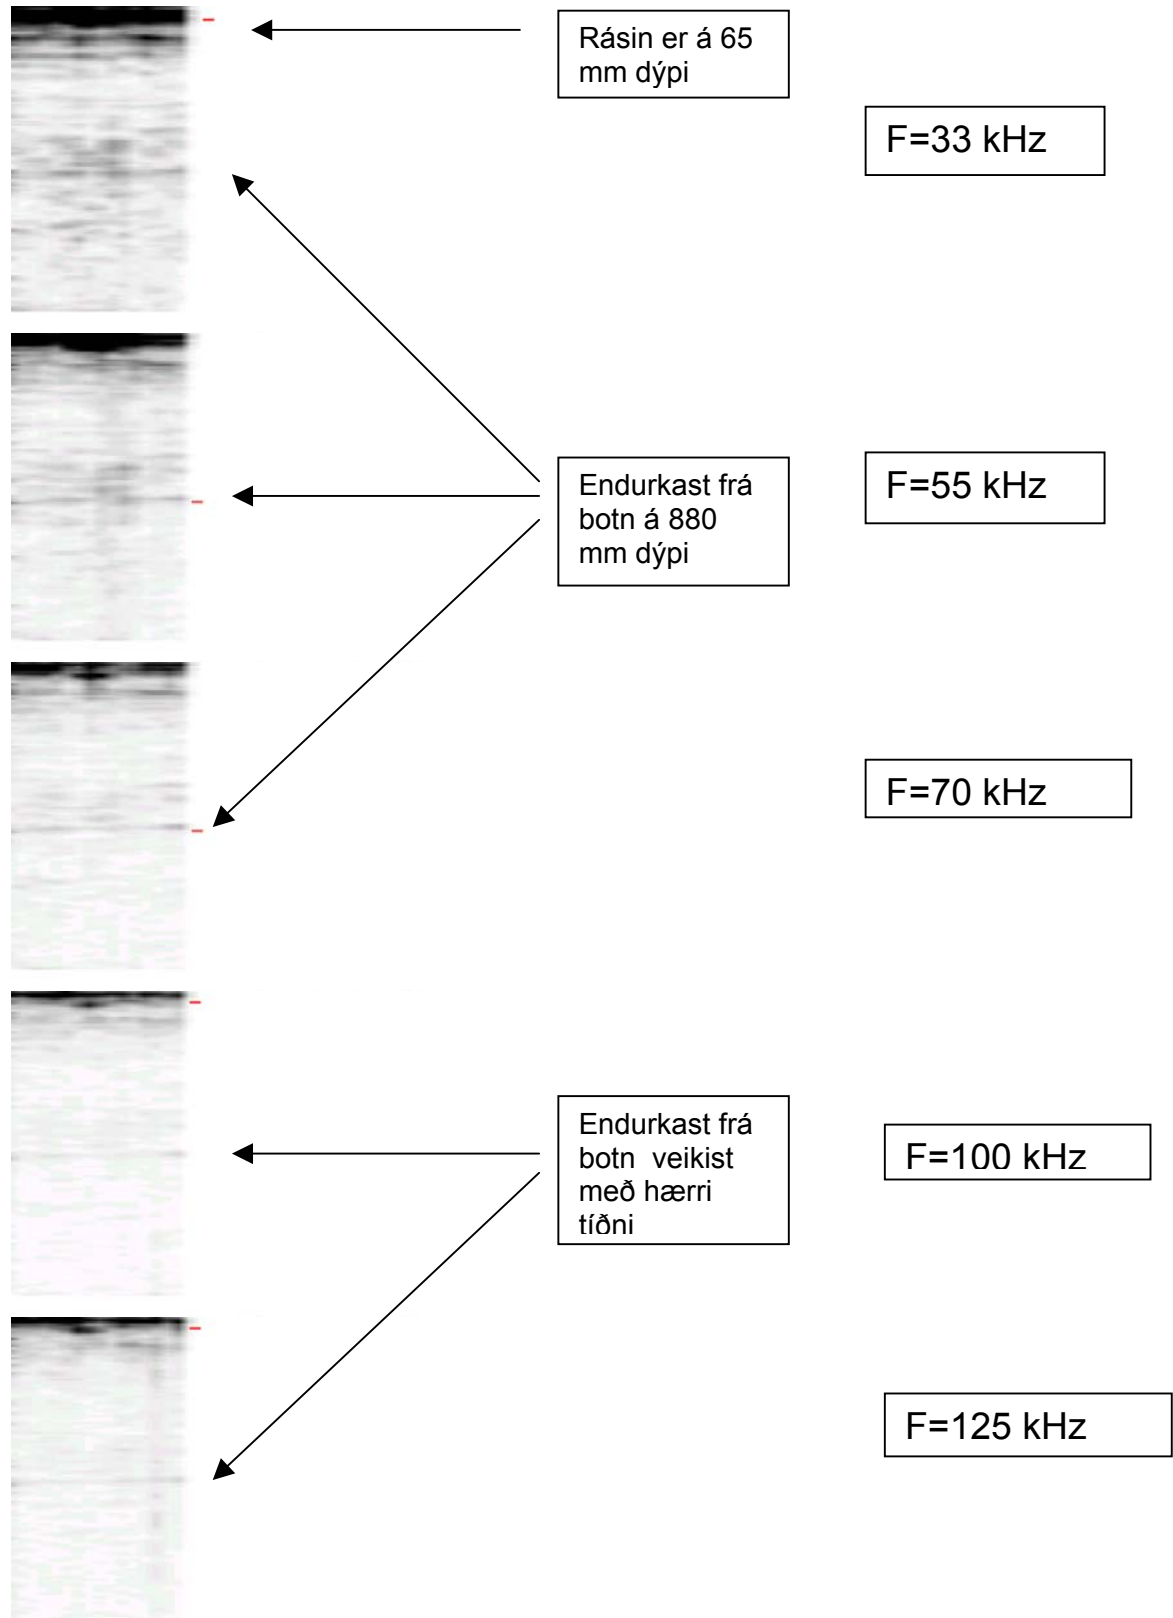 Rásin er á 65
mm dýpi
F=33 kHz
Endurkast frá
botn á 880
mm dýpi
F=55 kHz
F=70 kHz
Endurkast frá
botn  veikist
með hærri
tíðni
F=100 kHz
F=125 kHz